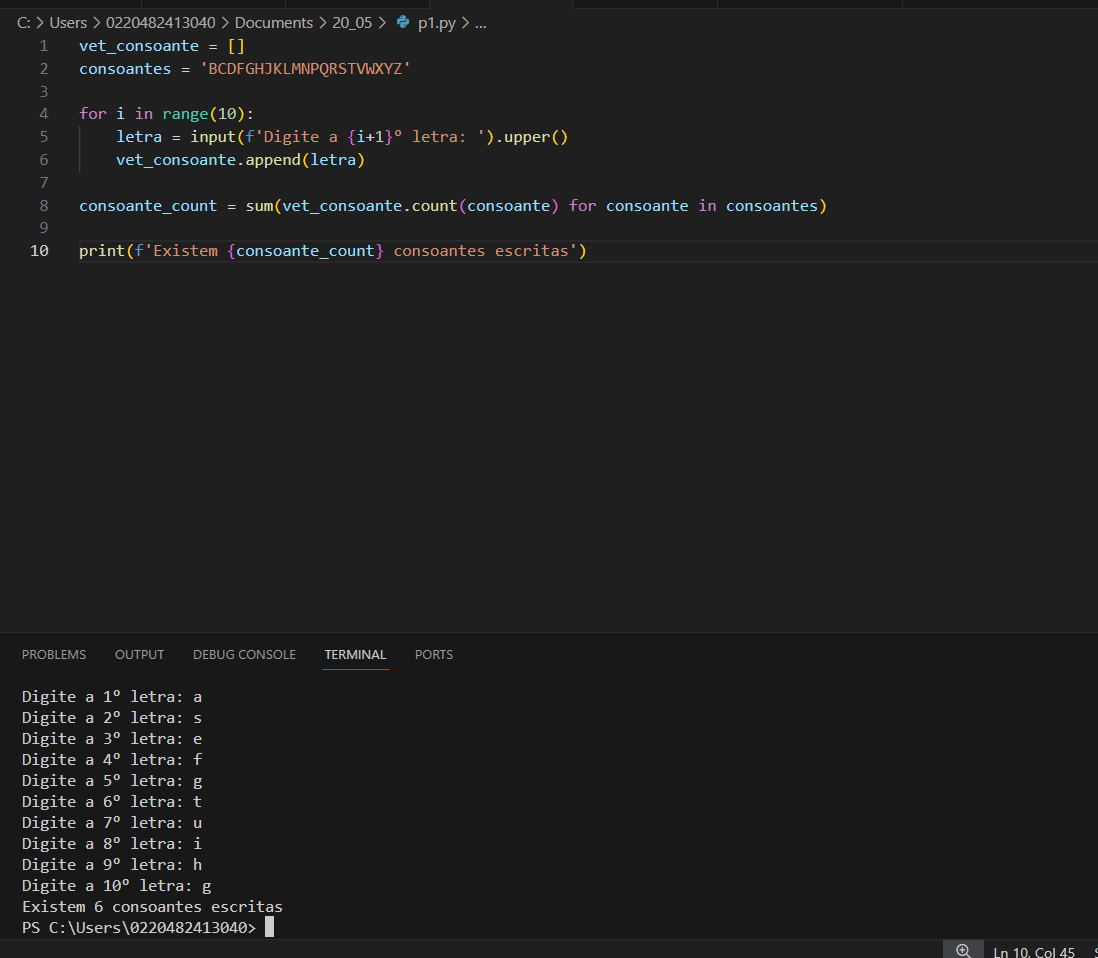 C: > Users > 0220482413040 > Documents > 20_05 > p1.py > ...
1 vet_consoante = []
2 consoantes = 'BCDFGHJKLMNPQRSTVWXYZ'
3
4 for i in range(10):
5     letra = input(f'Digite a {i+1}º letra: ').upper()
6     vet_consoante.append(letra)
7
8 consoante_count = sum(vet_consoante.count(consoante) for consoante in consoantes)
9
10 print(f'Existem {consoante_count} consoantes escritas')
PROBLEMS OUTPUT DEBUG CONSOLE TERMINAL PORTS
Digite a 1º letra: a
Digite a 2º letra: s
Digite a 3º letra: e
Digite a 4º letra: f
Digite a 5º letra: g
Digite a 6º letra: t
Digite a 7º letra: u
Digite a 8º letra: i
Digite a 9º letra: h
Digite a 10º letra: g
Existem 6 consoantes escritas
PS C:\Users\0220482413040>
Ln 10, Col 45